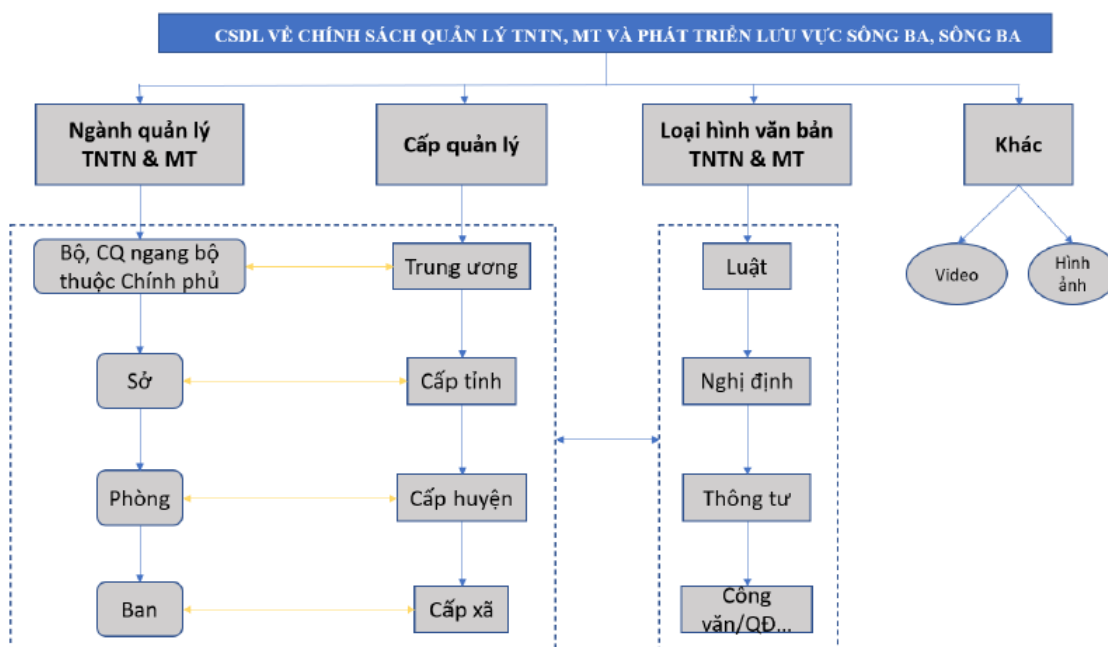 CSDL VỀ CHÍNH SÁCH QUẢN LÝ TNTN, MT VÀ PHÁT TRIỂN LƯU VỰC SÔNG BA, SÔNG BA
Ngành quản lý
TNTN & MT
Cấp quản lý
Loại hình văn bản
TNTN & MT
Khác
Bộ, CQ ngang bộ
thuộc Chính phủ
Trung ương
Luật
Video
Hình
ảnh
Sở
Cấp tỉnh
Nghị định
Phòng
Cấp huyện
Thông tư
Ban
Cấp xã
Công
văn/QĐ...